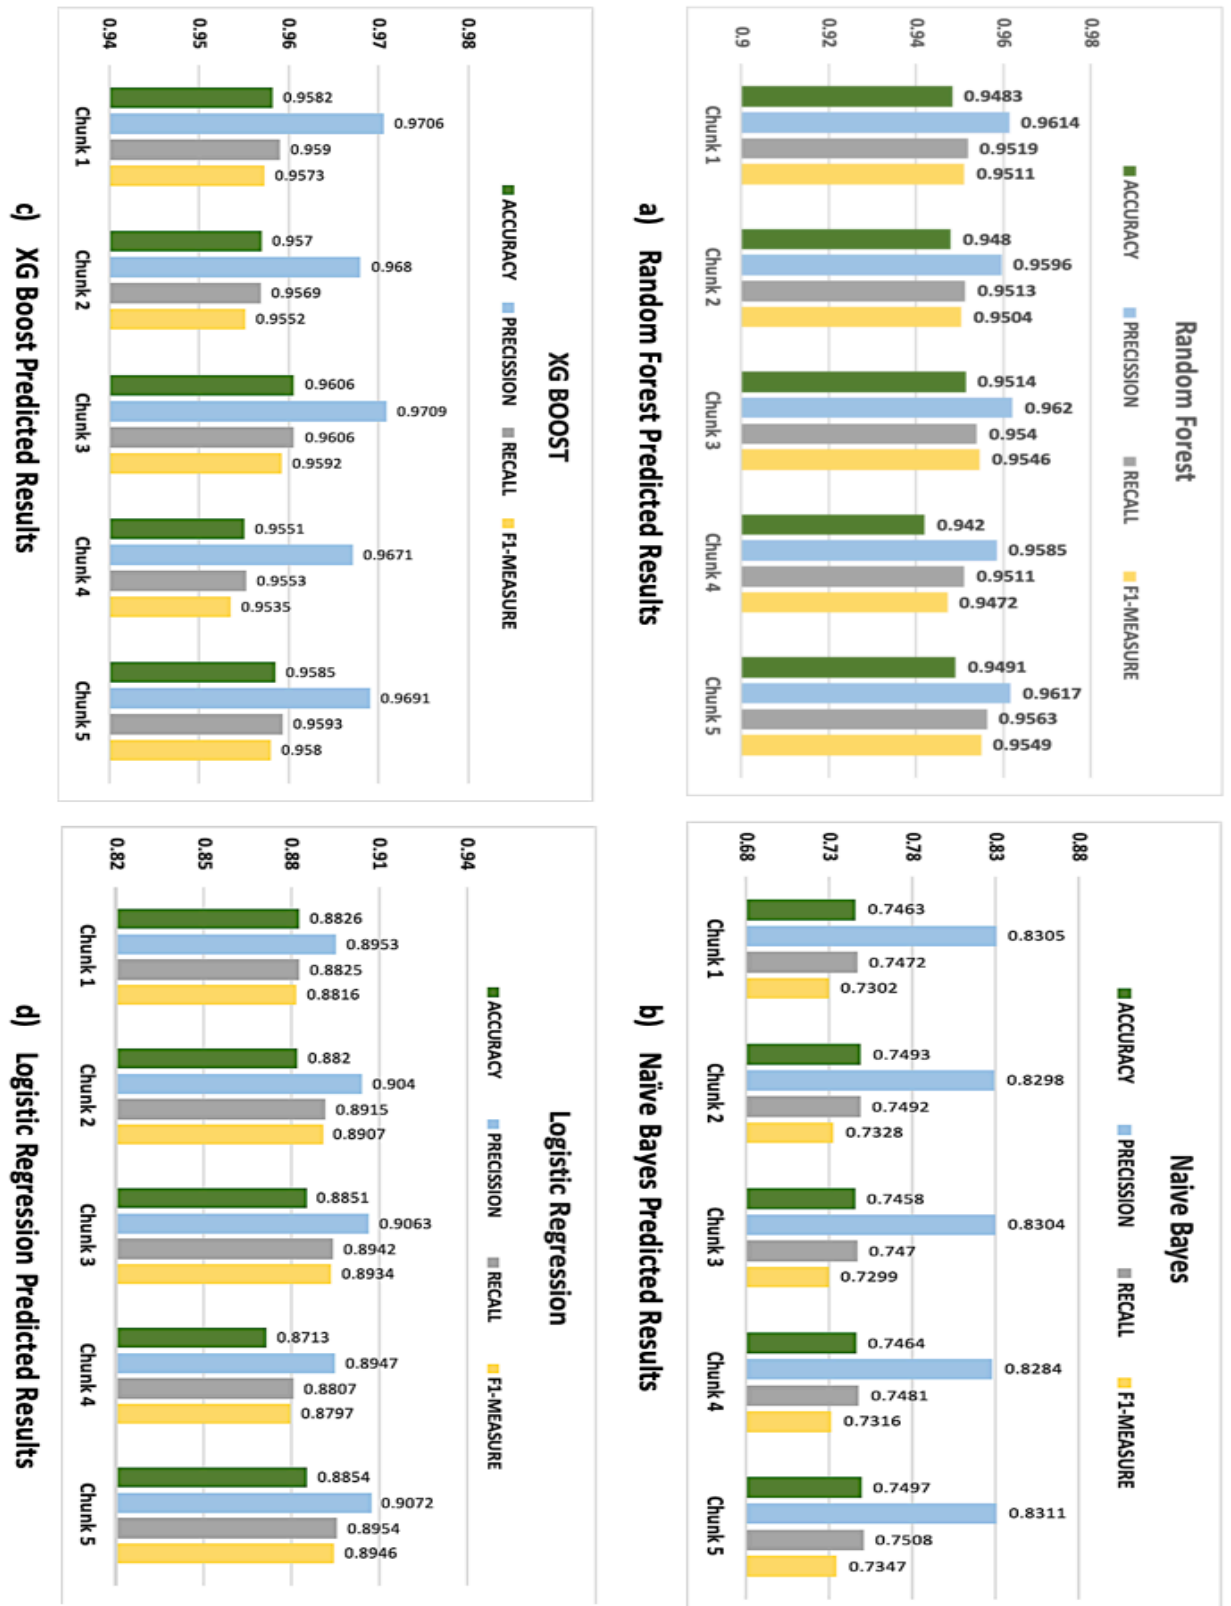 Random Forest
ACCURACY PRECISSION RECALL F1-MEASURE
0.98
0.96
0.94
0.92
0.9
0.9483 0.9614 0.9519 0.9511
0.948 0.9596 0.9513 0.9504
0.9514 0.962 0.954 0.9546
0.942 0.9585 0.9511 0.9472
0.9491 0.9617 0.9563 0.9549
Chunk 1 Chunk 2 Chunk 3 Chunk 4 Chunk 5
a) Random Forest Predicted Results
Naive Bayes
ACCURACY PRECISSION RECALL F1-MEASURE
0.88
0.83
0.78
0.73
0.68
0.7463 0.8305 0.7472 0.7302
0.7493 0.8298 0.7492 0.7328
0.7458 0.8304 0.747 0.7299
0.7464 0.8284 0.7481 0.7316
0.7497 0.8311 0.7508 0.7347
Chunk 1 Chunk 2 Chunk 3 Chunk 4 Chunk 5
b) Naïve Bayes Predicted Results
XG BOOST
ACCURACY PRECISSION RECALL F1-MEASURE
0.98
0.97
0.96
0.95
0.94
0.9582 0.9706 0.959 0.9573
0.957 0.968 0.9569 0.9552
0.9606 0.9709 0.9606 0.9592
0.9551 0.9671 0.9553 0.9535
0.9585 0.9691 0.9593 0.958
Chunk 1 Chunk 2 Chunk 3 Chunk 4 Chunk 5
c) XG Boost Predicted Results
Logistic Regression
ACCURACY PRECISSION RECALL F1-MEASURE
0.94
0.91
0.88
0.85
0.82
0.8826 0.8953 0.8825 0.8816
0.882 0.904 0.8915 0.8907
0.8851 0.9063 0.8942 0.8934
0.8713 0.8947 0.8807 0.8797
0.8854 0.9072 0.8954 0.8946
Chunk 1 Chunk 2 Chunk 3 Chunk 4 Chunk 5
d) Logistic Regression Predicted Results